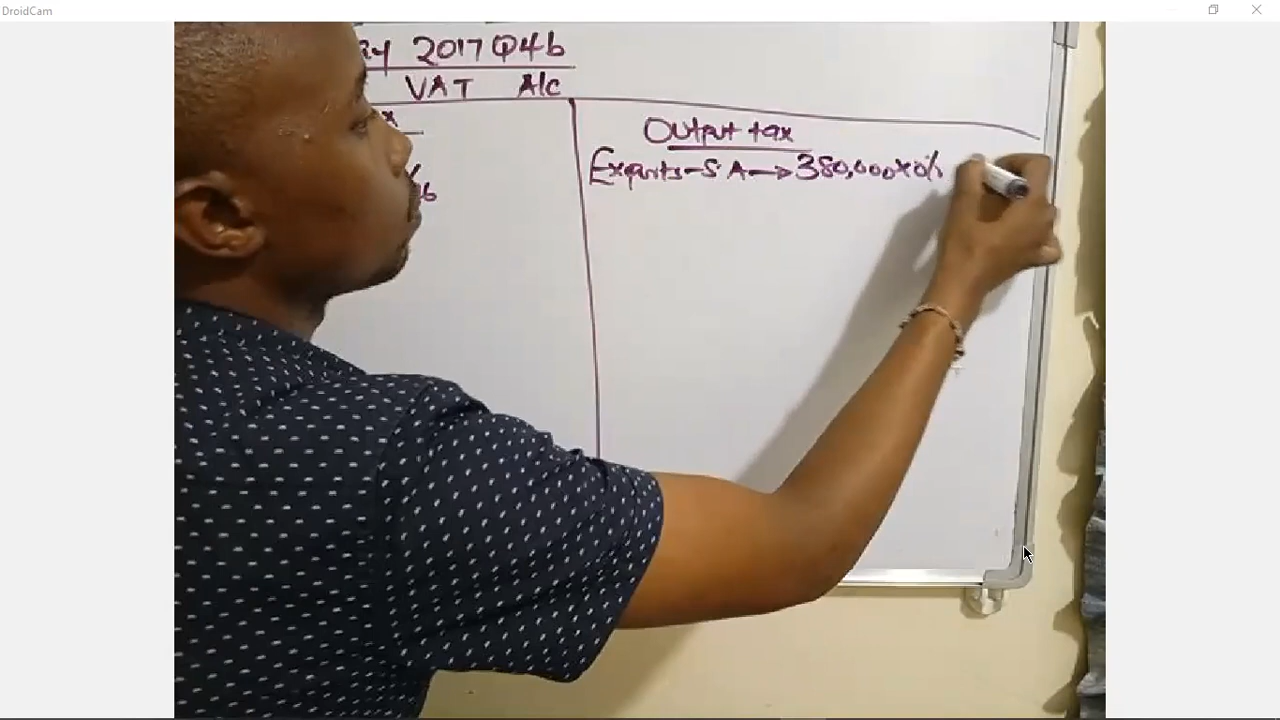 DroidCam
2017 Q4b
VAT A/c
Output tax
Exports-S.A→380,000×0%